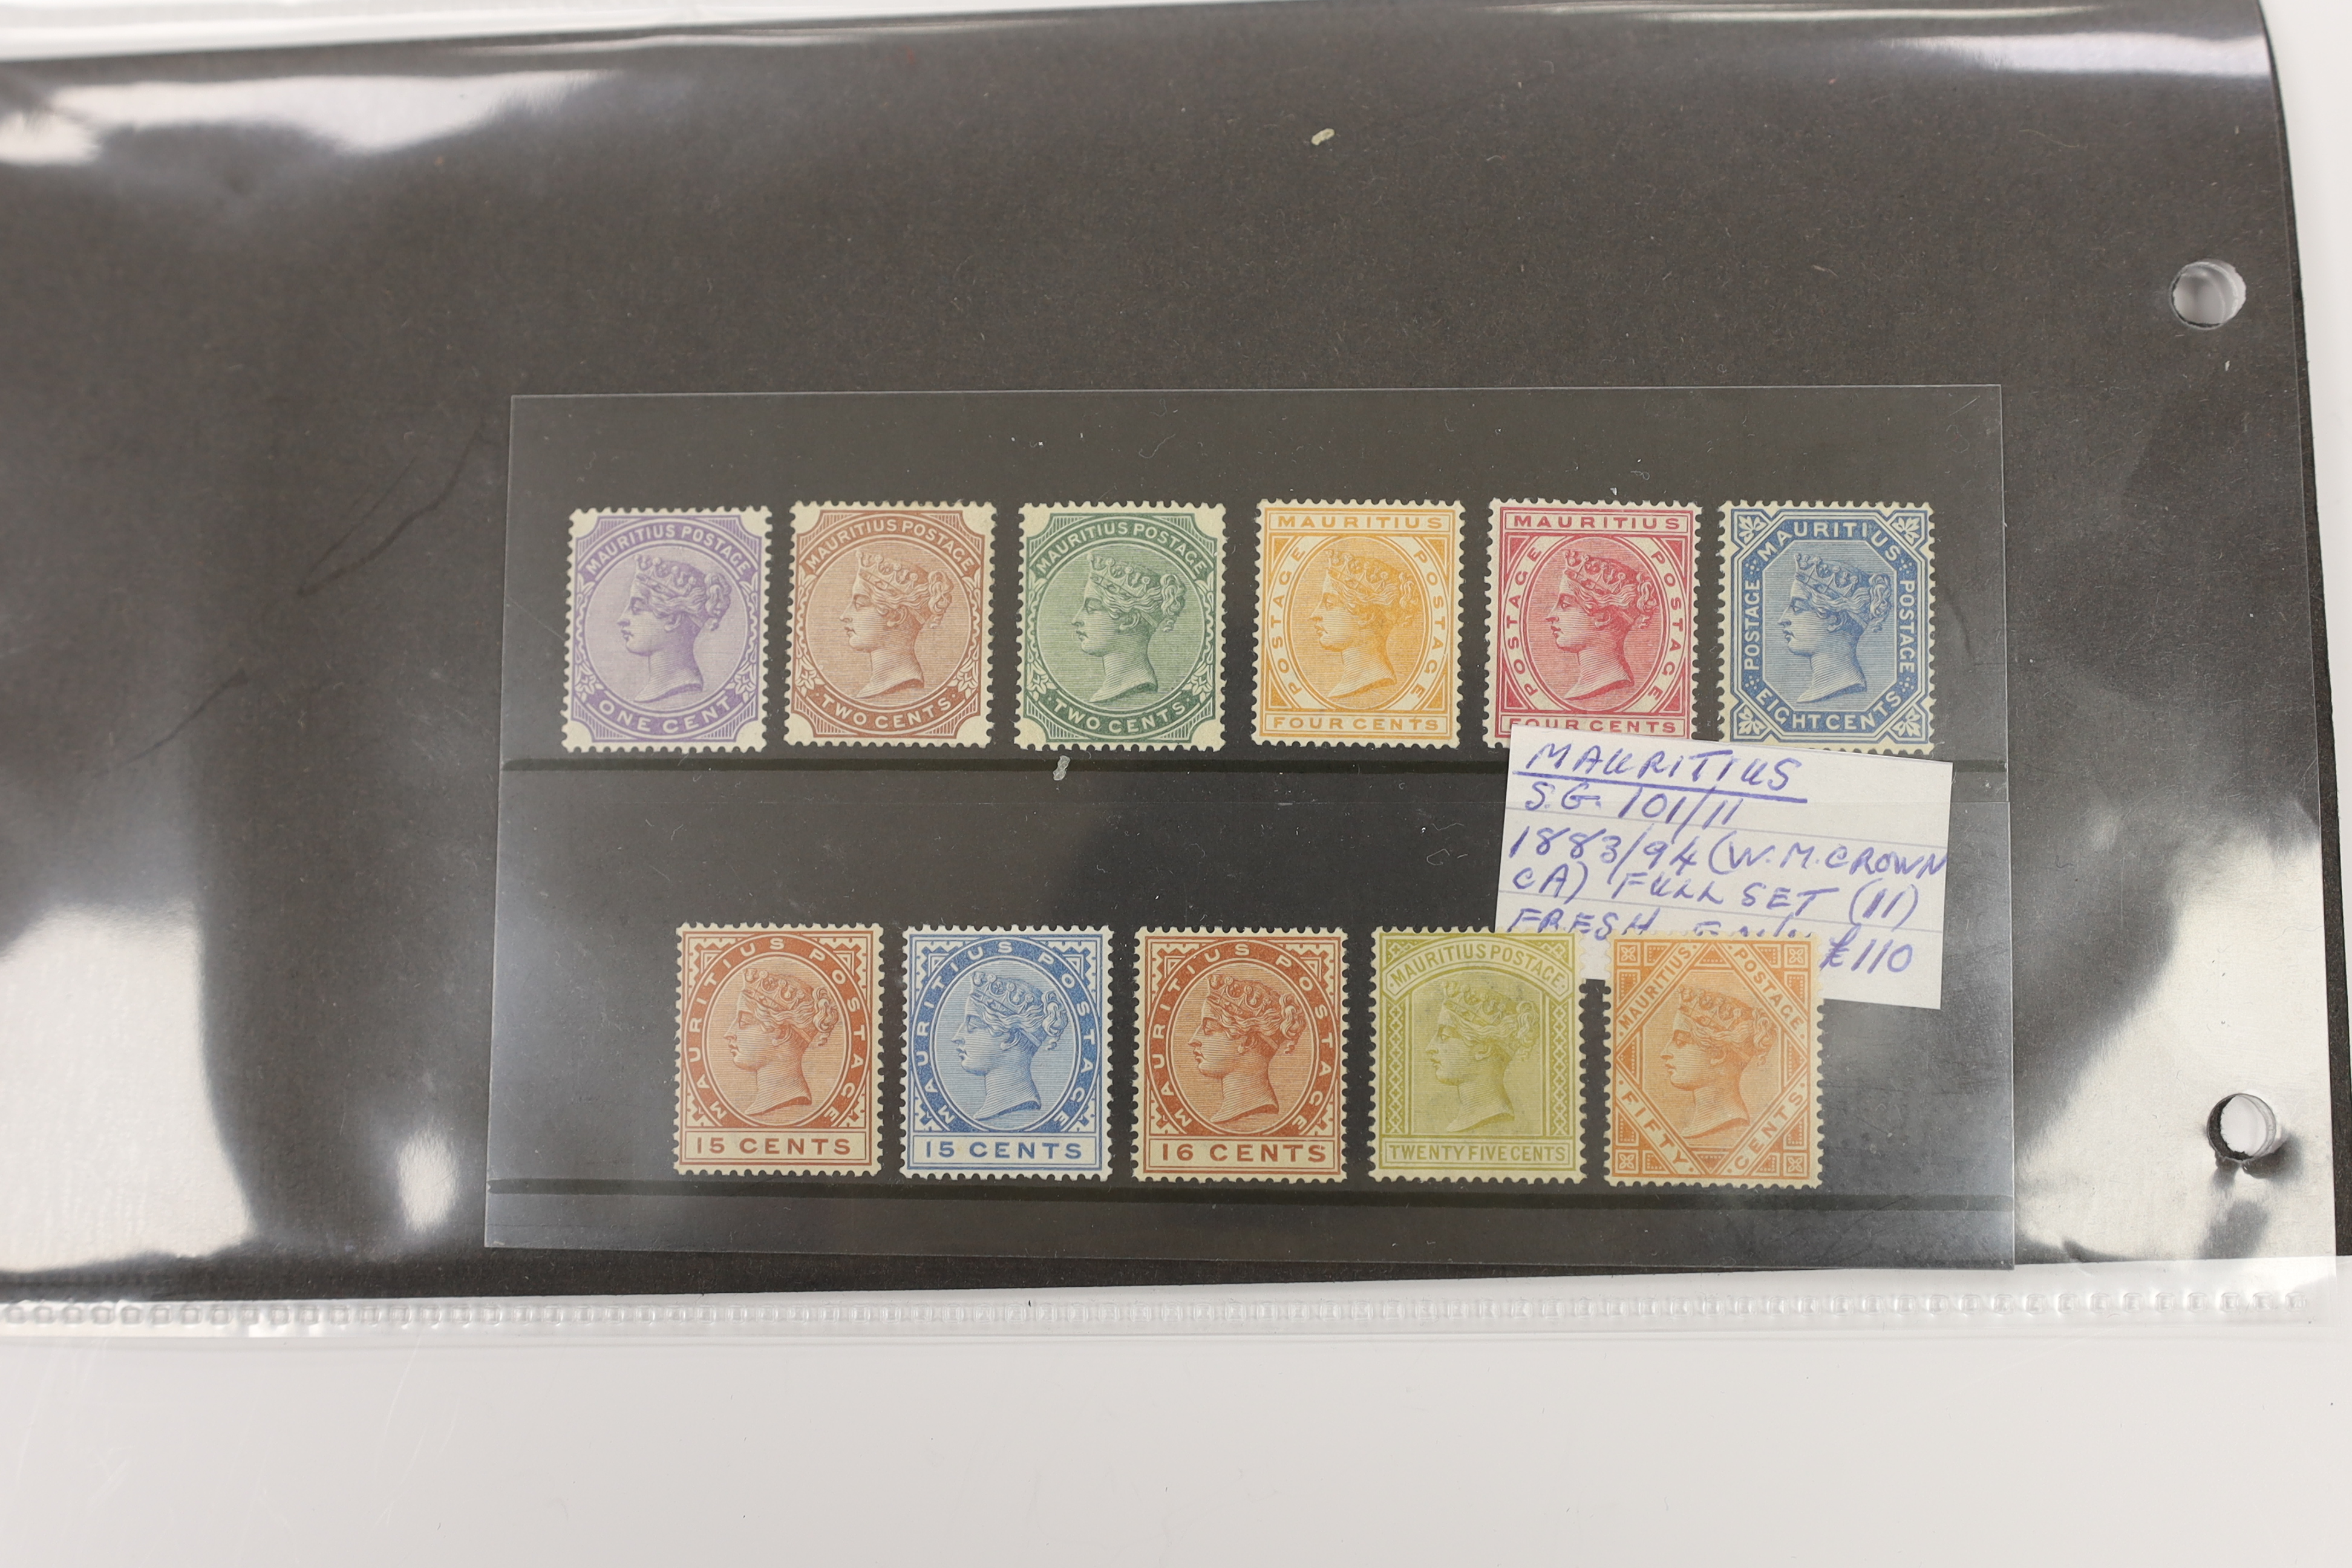 MAURITIUS POSTAGE
ONE CENT
MAURITIUS POSTAGE
TWO CENTS
MAURITIUS POSTAGE
TWO CENTS
MAURITIUS
POSTAGE POSTAGE
FOUR CENTS
MAURITIUS
POSTAGE POSTAGE
FOUR CENTS
MAURITIUS
POSTAGE POSTAGE
EIGHT CENTS
MAURITIUS
S.G. 101/11
1883/94 (W.M. CROWN
CA) FULL SET (11)
FRESH
£110
MAURITIUS POSTAGE
15 CENTS
MAURITIUS POSTAGE
15 CENTS
MAURITIUS POSTAGE
16 CENTS
MAURITIUS POSTAGE
TWENTY FIVE CENTS
MAURITIUS POSTAGE
FIFTY CENTS